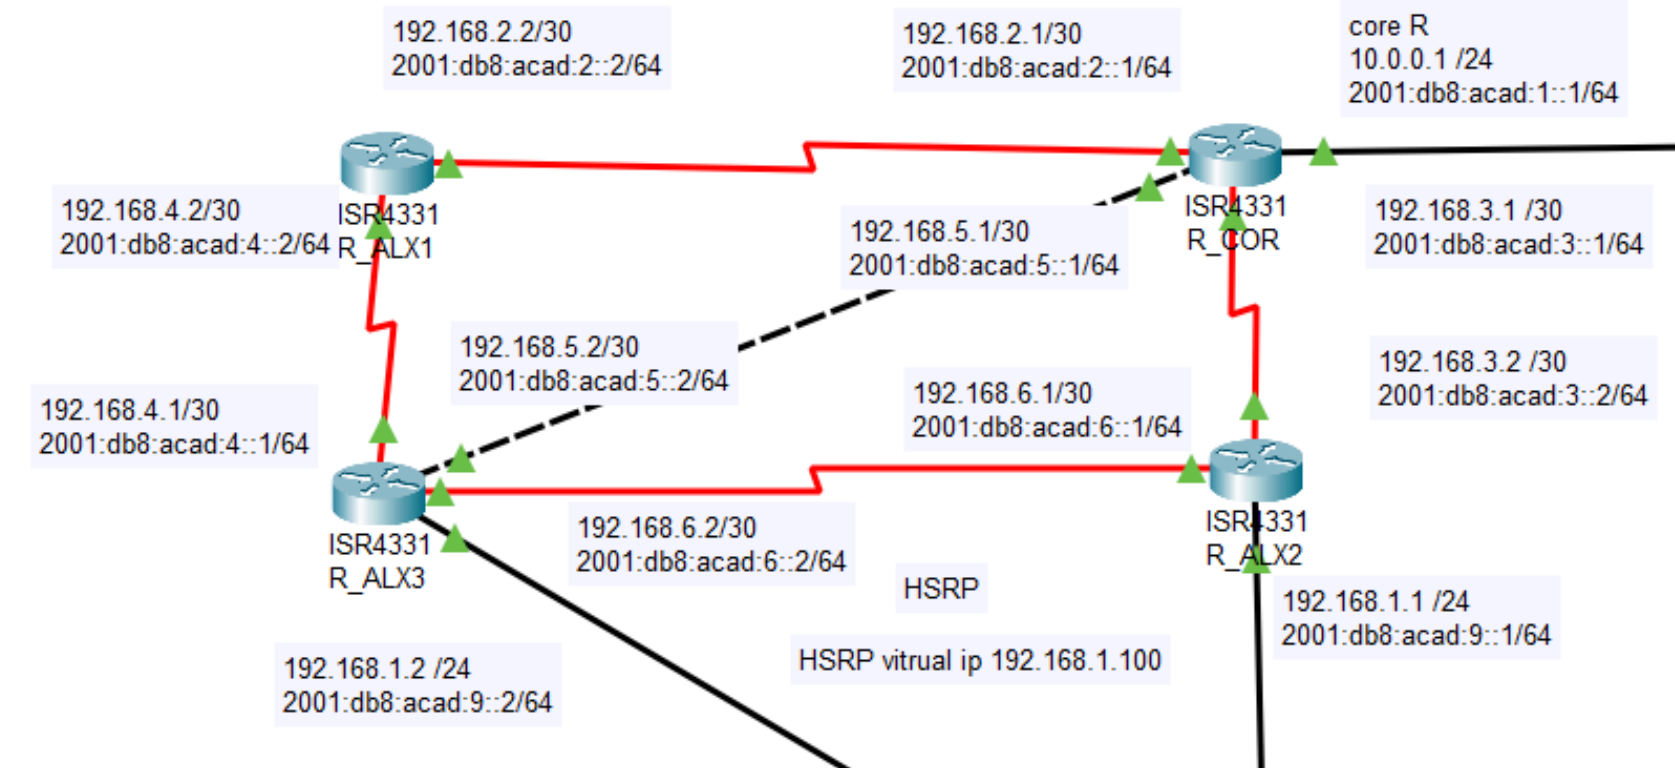 192.168.2.2/30
2001:db8:acad:2::2/64
192.168.2.1/30
2001:db8:acad:2::1/64
core R
10.0.0.1 /24
2001:db8:acad:1::1/64
192.168.4.2/30
2001:db8:acad:4::2/64
ISR4331
R_ALX1
192.168.5.1/30
2001:db8:acad:5::1/64
ISR4331
R_COR
192.168.3.1 /30
2001:db8:acad:3::1/64
192.168.5.2/30
2001:db8:acad:5::2/64
192.168.3.2 /30
2001:db8:acad:3::2/64
192.168.4.1/30
2001:db8:acad:4::1/64
192.168.6.1/30
2001:db8:acad:6::1/64
ISR4331
R_ALX3
192.168.6.2/30
2001:db8:acad:6::2/64
ISR4331
R_ALX2
HSRP
192.168.1.1 /24
2001:db8:acad:9::1/64
HSRP vitrual ip 192.168.1.100
192.168.1.2 /24
2001:db8:acad:9::2/64